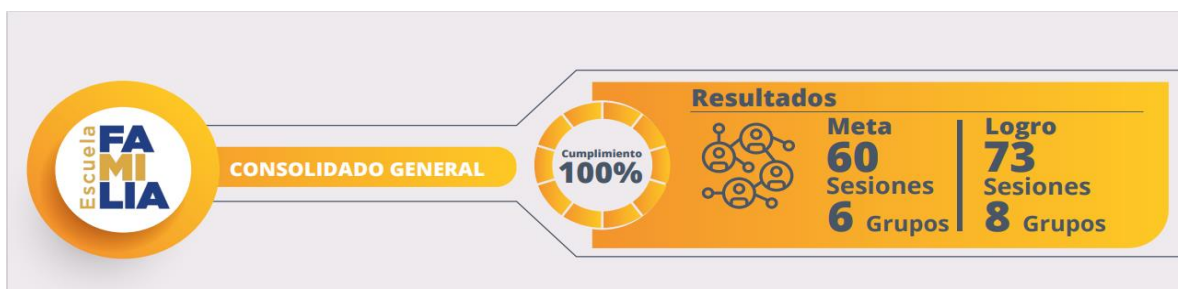 Escuela
FA
MI
LIA
CONSOLIDADO GENERAL
Cumplimiento
100%
Resultados
Meta
60
Sesiones
6 Grupos
Logro
73
Sesiones
8 Grupos